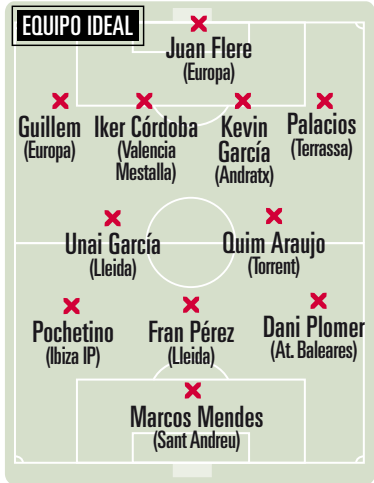 EQUIPO IDEAL
Juan Flere
(Europa)
Guillem
(Europa)
Iker Córdoba
(Valencia
Mestalla)
Kevin
García
(Andratx)
Palacios
(Terrassa)
Unai García
(Lleida)
Quim Araujo
(Torrent)
Pochetino
(Ibiza IP)
Fran Pérez
(Lleida)
Dani Plomer
(At. Baleares)
Marcos Mendes
(Sant Andreu)